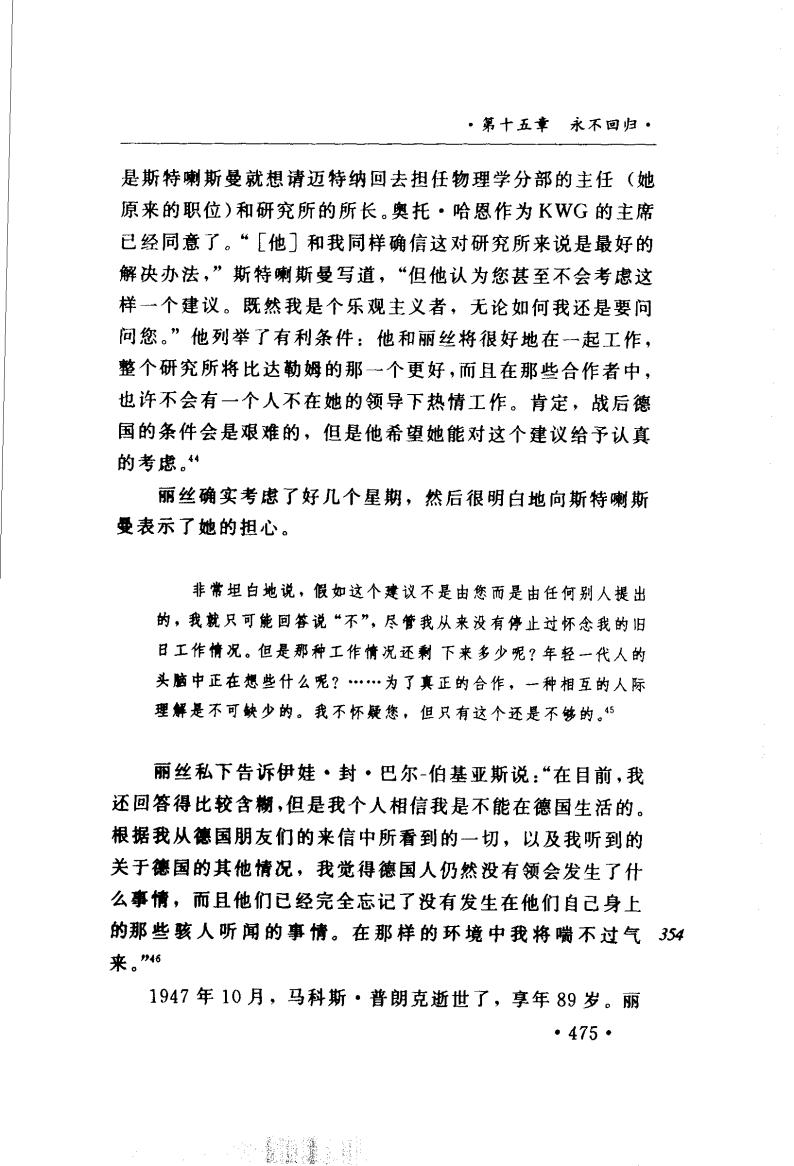 ·第十五章 永不回归·
是斯特喇斯曼就想请迈特纳回去担任物理学分部的主任（她
原来的职位)和研究所的所长。奥托·哈恩作为KWG的主席
已经同意了。“[他]和我同样确信这对研究所来说是最好的
解决办法，”斯特喇斯曼写道，“但他认为您甚至不会考虑这
样一个建议。既然我是个乐观主义者，无论如何我还是要问
问您。”他列举了有利条件：他和丽丝将很好地在一起工作，
整个研究所将比达勒姆的那一个更好，而且在那些合作者中，
也许不会有一个人不在她的领导下热情工作。肯定，战后德
国的条件会是艰难的，但是他希望她能对这个建议给予认真
的考虑。44
丽丝确实考虑了好几个星期，然后很明白地向斯特喇斯
曼表示了她的担心。
非常坦白地说，假如这个建议不是由您而是由任何别人提出
的，我就只可能回答说“不”，尽管我从来没有停止过怀念我的旧
日工作情况。但是那种工作情况还剩 下来多少呢？年轻一代人的
头脑中正在想些什么呢？……为了真正的合作，一种相互的人际
理解是不可缺少的。我不怀疑您，但只有这个还是不够的。45
丽丝私下告诉伊娃·封·巴尔-伯基亚斯说：“在目前，我
还回答得比较含糊，但是我个人相信我是不能在德国生活的。
根据我从德国朋友们的来信中所看到的一切，以及我听到的
关于德国的其他情况，我觉得德国人仍然没有领会发生了什
么事情，而且他们已经完全忘记了没有发生在他们自己身上
的那些骇人听闻的事情。在那样的环境中我将喘不过气 354
来。”46
1947年10月，马科斯·普朗克逝世了，享年89岁。丽
·475·